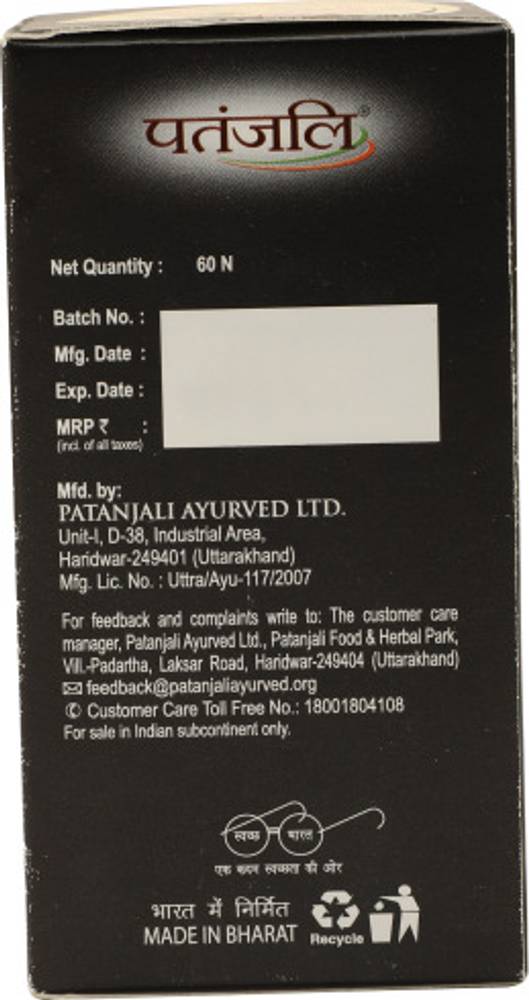 पतंजलि®
Net Quantity : 60 N
Batch No. :
Mfg. Date :
Exp. Date :
MRP ₹ :
(incl. of all taxes)
Mfd. by:
PATANJALI AYURVED LTD.
Unit-I, D-38, Industrial Area,
Haridwar-249401 (Uttarakhand)
Mfg. Lic. No. : Uttra/Ayu-117/2007
For feedback and complaints write to: The customer care
manager, Patanjali Ayurved Ltd., Patanjali Food & Herbal Park,
Vill.-Padartha, Laksar Road, Haridwar-249404 (Uttarakhand)
feedback@patanjaliayurved.org
Customer Care Toll Free No.: 18001804108
For sale in Indian subcontinent only.
स्वच्छ भारत
एक कदम स्वच्छता की ओर
भारत में निर्मित
MADE IN BHARAT
Recycle